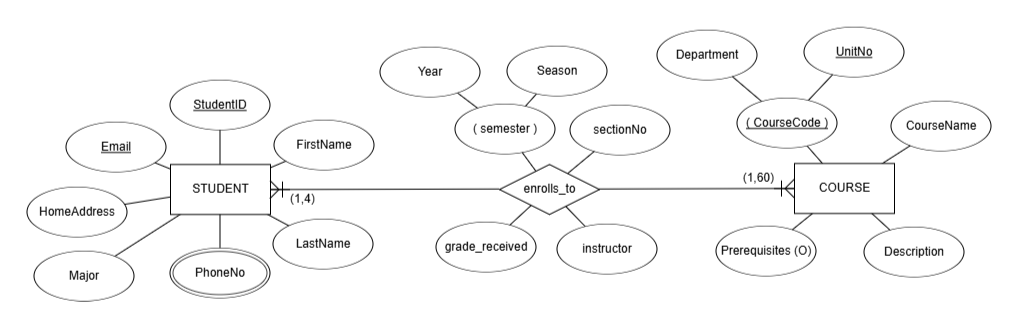 Department
UnitNo
Year
Season
StudentID
( semester )
sectionNo
( CourseCode )
CourseName
Email
FirstName
STUDENT
(1,4)
enrolls_to
(1,60)
COURSE
HomeAddress
LastName
grade_received
instructor
Prerequisites (O)
Description
Major
PhoneNo